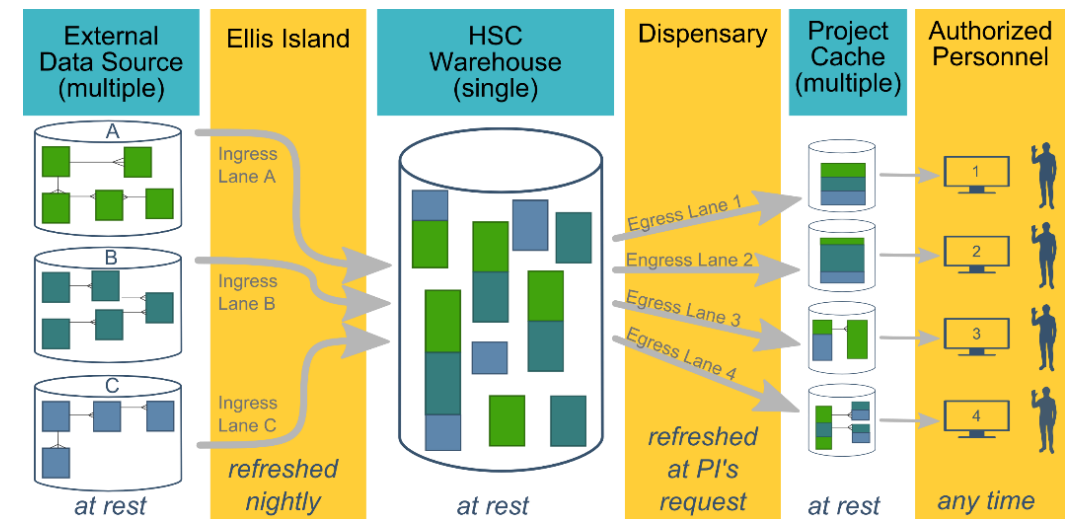 External
Data Source
(multiple)
Ellis Island
HSC
Warehouse
(single)
Dispensary
Project
Cache
(multiple)
Authorized
Personnel
A
B
C
Ingress
Lane A
Ingress
Lane B
Ingress
Lane C
Egress Lane 1
Engress Lane 2
Egress Lane 3
Egress Lane 4
1
2
3
4
at rest
refreshed
nightly
at rest
refreshed
at PI's
request
at rest
any time